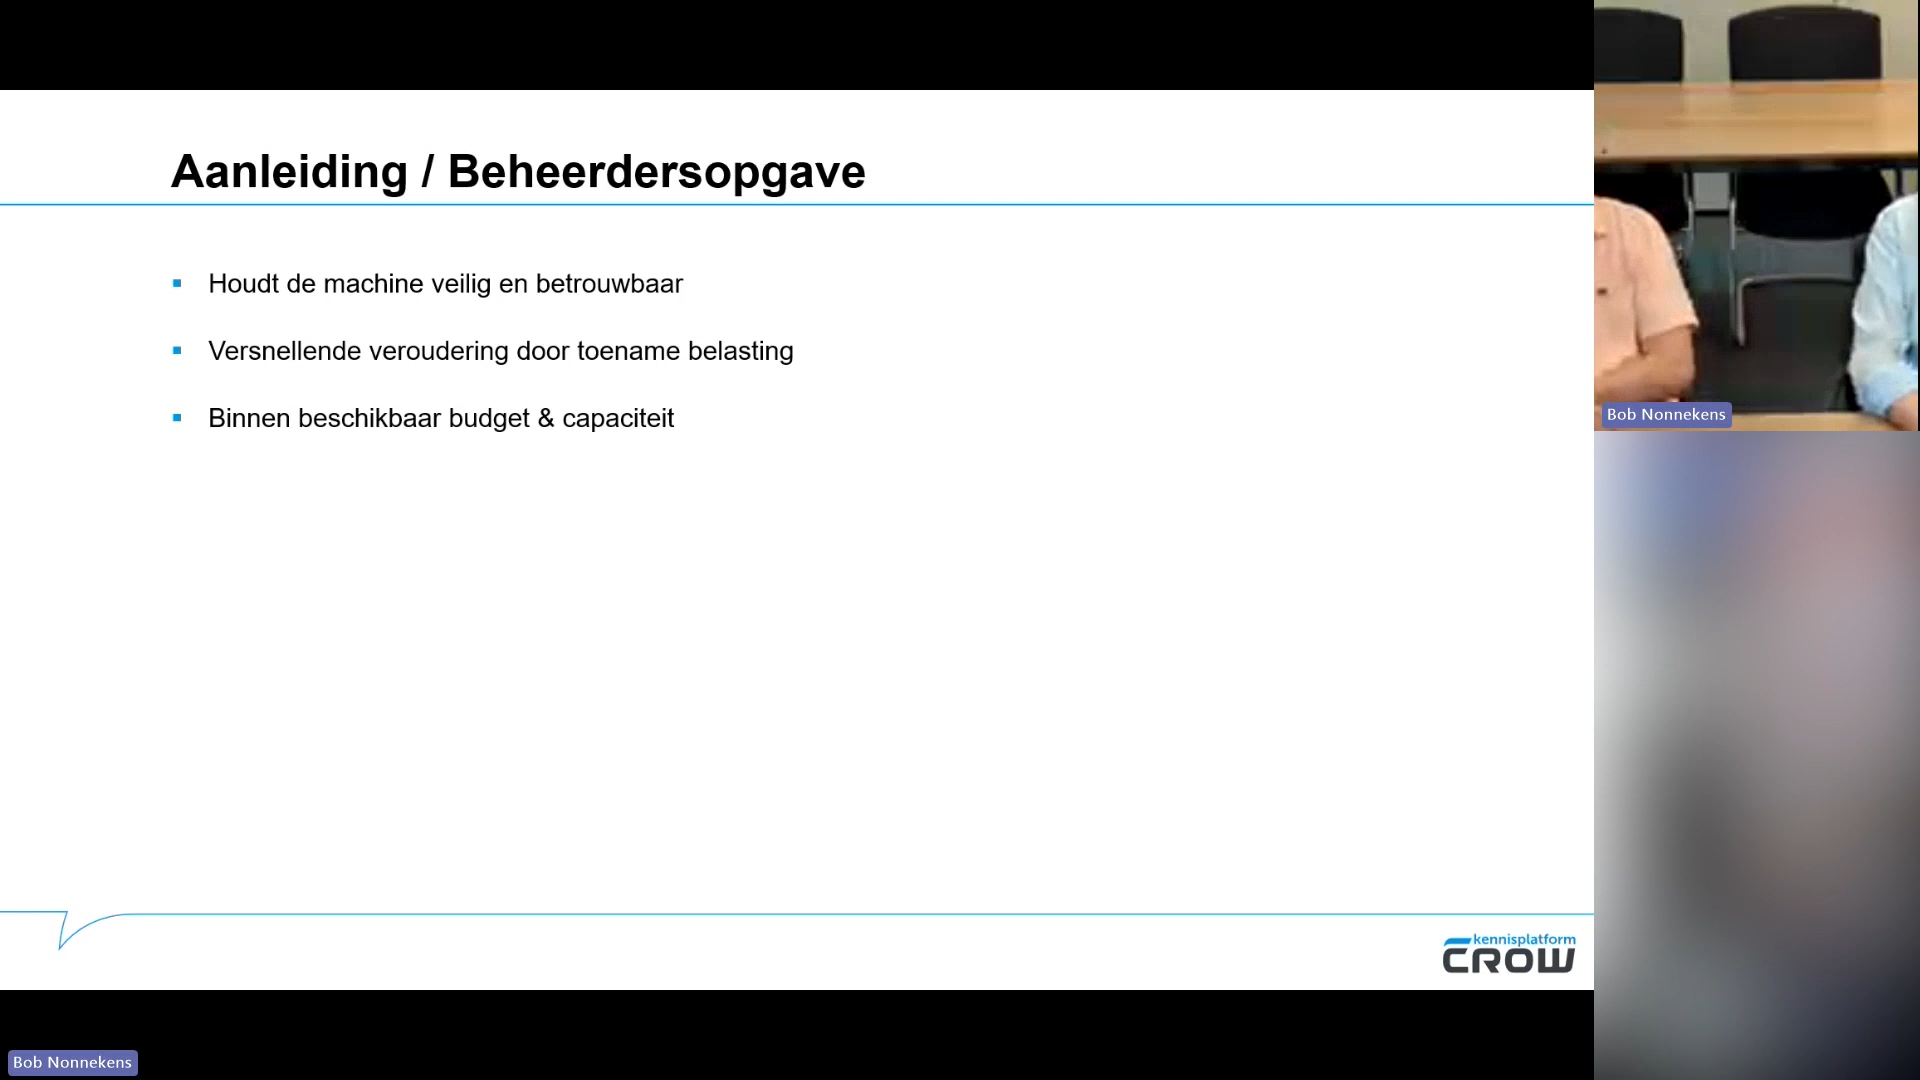 Aanleiding / Beheerdersopgave
Houdt de machine veilig en betrouwbaar
Versnellende veroudering door toename belasting
Binnen beschikbaar budget & capaciteit
kennisplatform
CROW
Bob Nonnekens
Bob Nonnekens